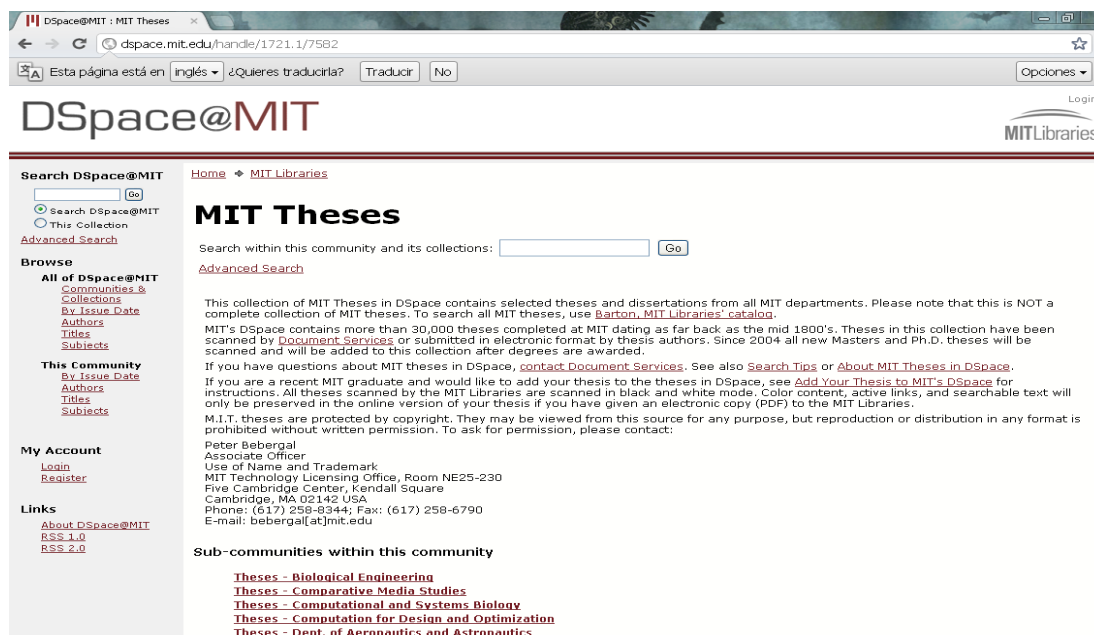 DSpace@MIT : MIT Theses
dspace.mit.edu/handle/1721.1/7582
Esta página está en inglés ¿Quieres traducirla? Traducir No Opciones
Login
DSpace@MIT
MITLibraries
Search DSpace@MIT
Go
Search DSpace@MIT
This Collection
Advanced Search
Browse
All of DSpace@MIT
Communities &
Collections
By Issue Date
Authors
Titles
Subjects
This Community
By Issue Date
Authors
Titles
Subjects
My Account
Login
Register
Links
About DSpace@MIT
RSS 1.0
RSS 2.0
Home MIT Libraries
MIT Theses
Search within this community and its collections: Go
Advanced Search
This collection of MIT Theses in DSpace contains selected theses and dissertations from all MIT departments. Please note that this is NOT a
complete collection of MIT theses. To search all MIT theses, use Barton, MIT Libraries' catalog.
MIT's DSpace contains more than 30,000 theses completed at MIT dating as far back as the mid 1800's. Theses in this collection have been
scanned by Document Services or submitted in electronic format by thesis authors. Since 2004 all new Masters and Ph.D. theses will be
scanned and will be added to this collection after degrees are awarded.
If you have questions about MIT theses in DSpace, contact Document Services. See also Search Tips or About MIT Theses in DSpace.
If you are a recent MIT graduate and would like to add your thesis to the theses in DSpace, see Add Your Thesis to MIT's DSpace for
instructions. All theses scanned by the MIT Libraries are scanned in black and white mode. Color content, active links, and searchable text will
only be preserved in the online version of your thesis if you have given an electronic copy (PDF) to the MIT Libraries.
M.I.T. theses are protected by copyright. They may be viewed from this source for any purpose, but reproduction or distribution in any format is
prohibited without written permission. To ask for permission, please contact:
Peter Bebergal
Associate Officer
Use of Name and Trademark
MIT Technology Licensing Office, Room NE25-230
Five Cambridge Center, Kendall Square
Cambridge, MA 02142 USA
Phone: (617) 258-8344; Fax: (617) 258-6790
E-mail: bebergal[at]mit.edu
Sub-communities within this community
Theses - Biological Engineering
Theses - Comparative Media Studies
Theses - Computational and Systems Biology
Theses - Computation for Design and Optimization
Theses - Dept. of Aeronautics and Astronautics